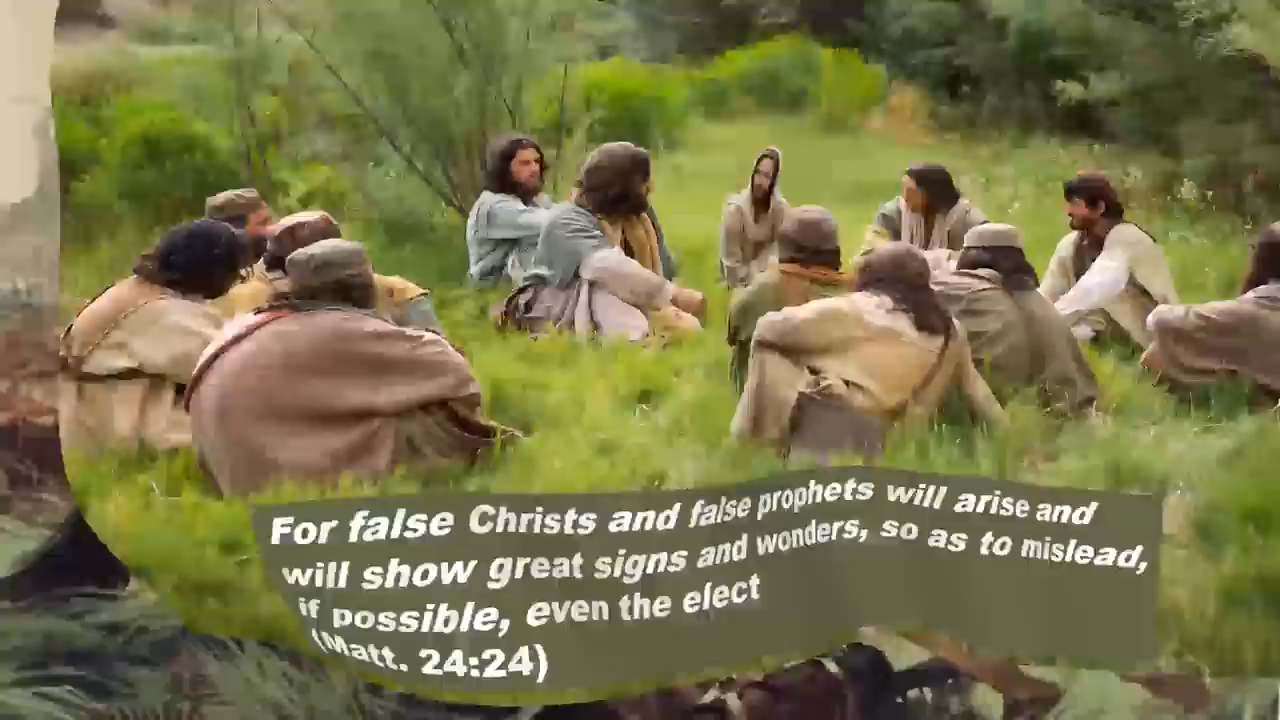 For false Christs and false prophets will arise and
will show great signs and wonders, so as to mislead,
if possible, even the elect
(Matt. 24:24)